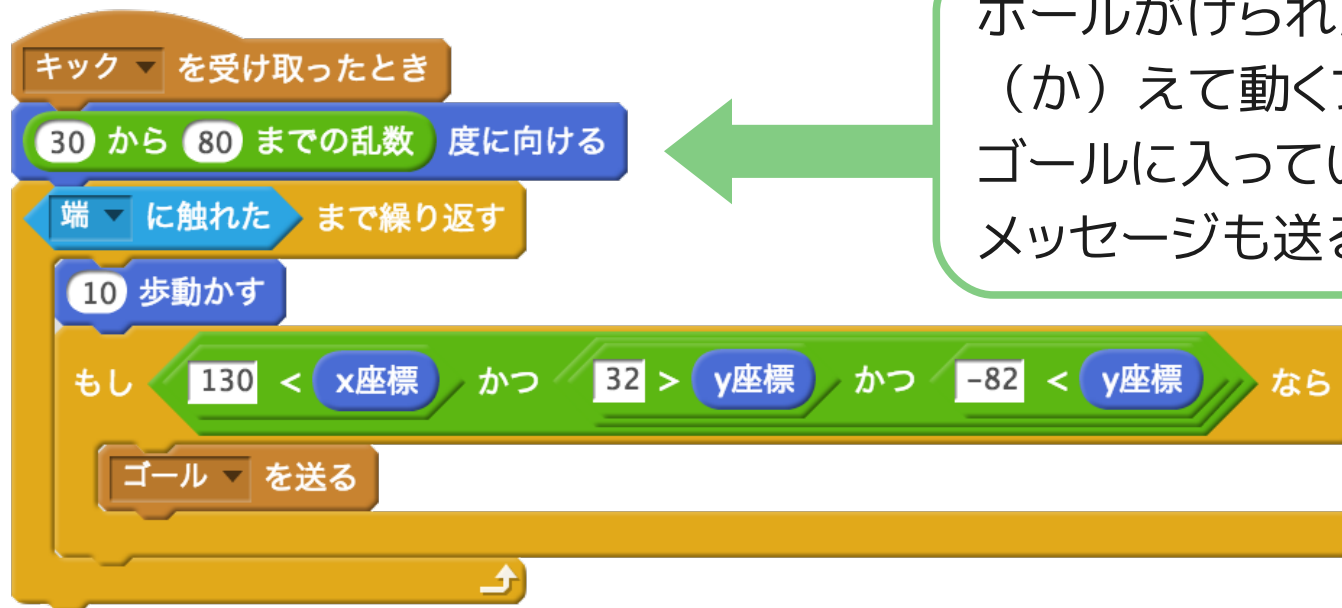 キック を受け取ったとき
30 から 80 までの乱数 度に向ける
端 に触れた まで繰り返す
10 歩動かす
もし 130 < x座標 かつ 32 > y座標 かつ -82 < y座標 なら
ゴール を送る
ボールがけられ
（か）えて動く
ゴールに入ってい
メッセージも送る